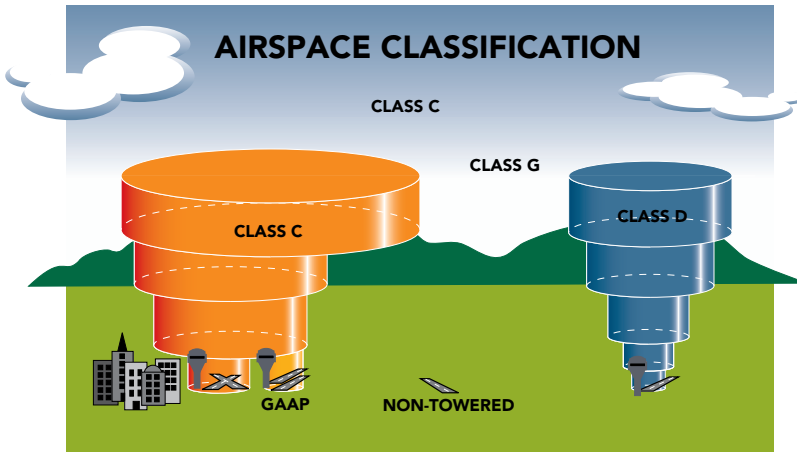 AIRSPACE CLASSIFICATION
CLASS C
CLASS G
CLASS D
CLASS C
GAAP
NON-TOWERED